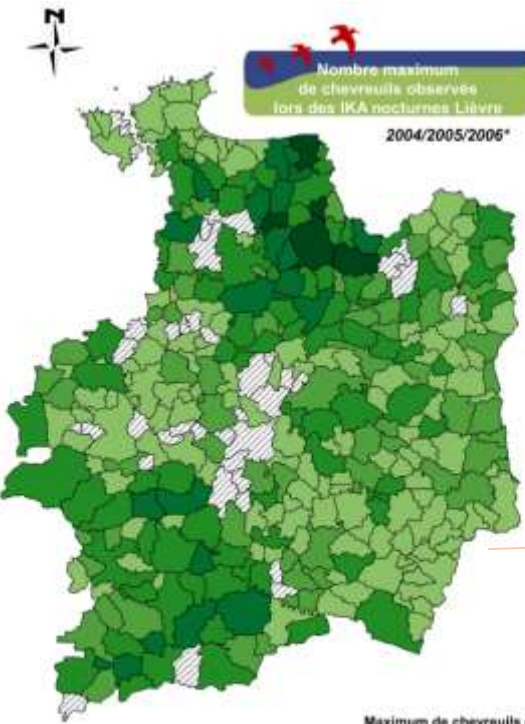 N
Nombre maximum
de chevreuils observés
lors des IKA nocturnes Lièvre
2004/2005/2006*
Maximum de chevreuils